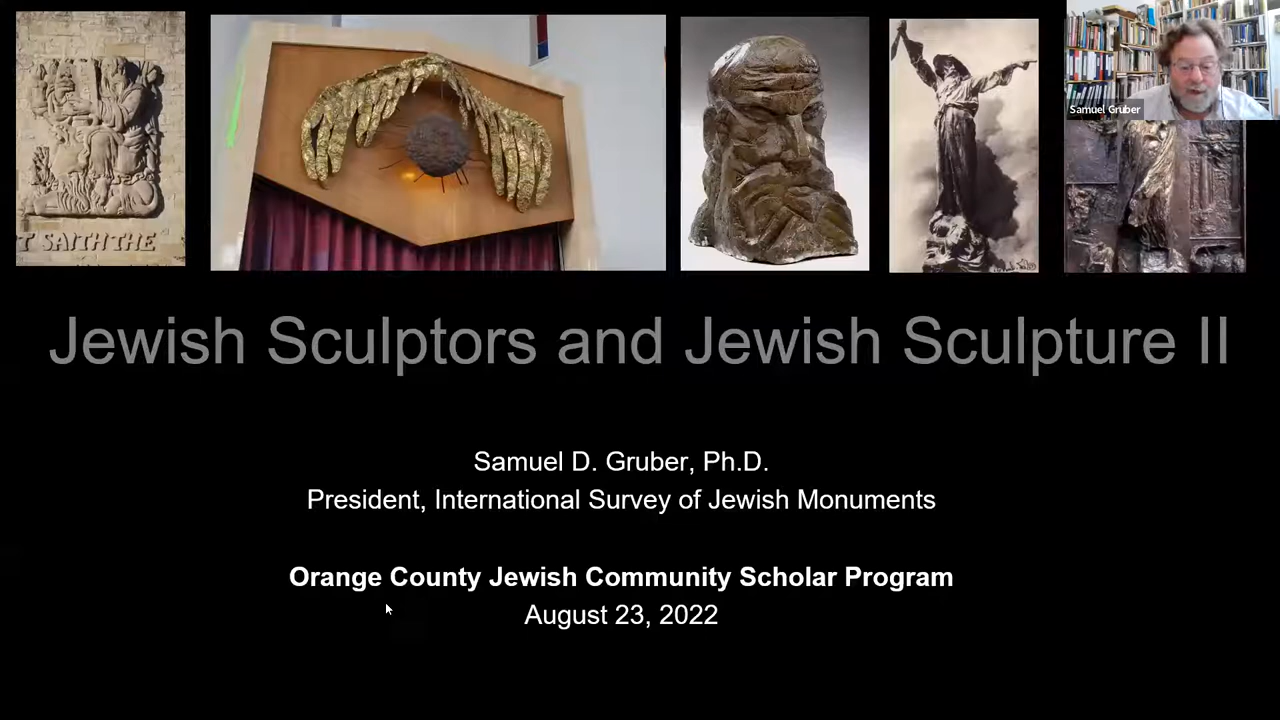 Samuel Gruber
T SAITH THE
Jewish Sculptors and Jewish Sculpture II
Samuel D. Gruber, Ph.D.
President, International Survey of Jewish Monuments
Orange County Jewish Community Scholar Program
August 23, 2022